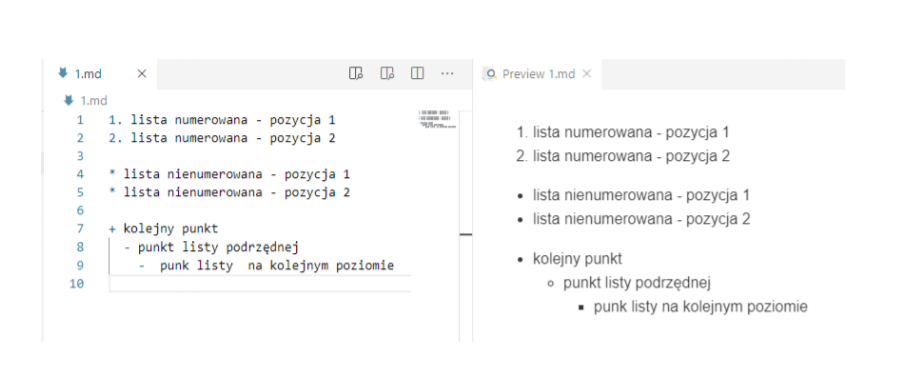 1.md
1.md
1 1. lista numerowana - pozycja 1
2 2. lista numerowana - pozycja 2
3
4 * lista nienumerowana - pozycja 1
5 * lista nienumerowana - pozycja 2
6
7 + kolejny punkt
8 - punkt listy podrzędnej
9 - punk listy  na kolejnym poziomie
10
Preview 1.md
1. lista numerowana - pozycja 1
2. lista numerowana - pozycja 2
• lista nienumerowana - pozycja 1
• lista nienumerowana - pozycja 2
• kolejny punkt
◦ punkt listy podrzędnej
▪ punk listy na kolejnym poziomie